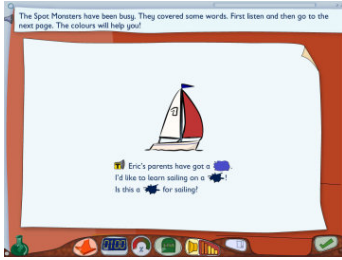 The Spot Monsters have been busy. They covered some words. First listen and then go to the
next page. The colours will help you!
Eric's parents have got a
I'd like to learn sailing on a !
Is this a for sailing?
0100